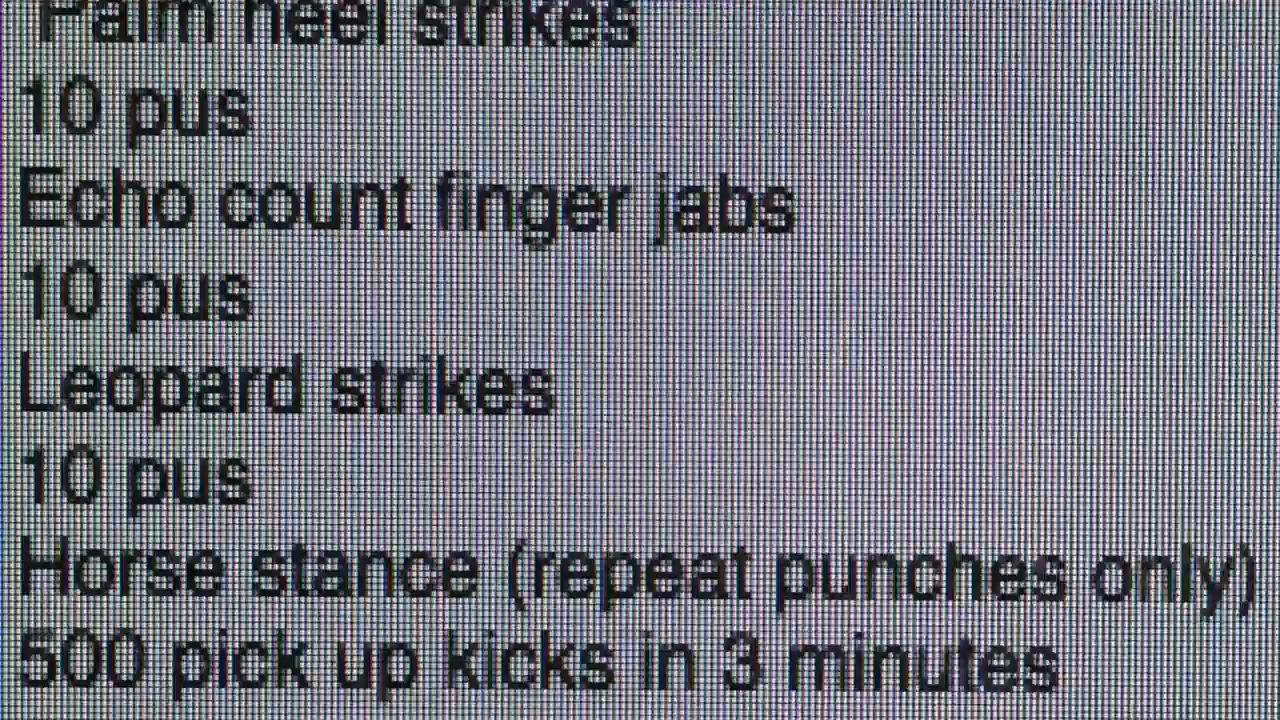 Palm heel strikes
10 pus
Echo count finger jabs
10 pus
Leopard strikes
10 pus
Horse stance (repeat punches only)
500 pick up kicks in 3 minutes